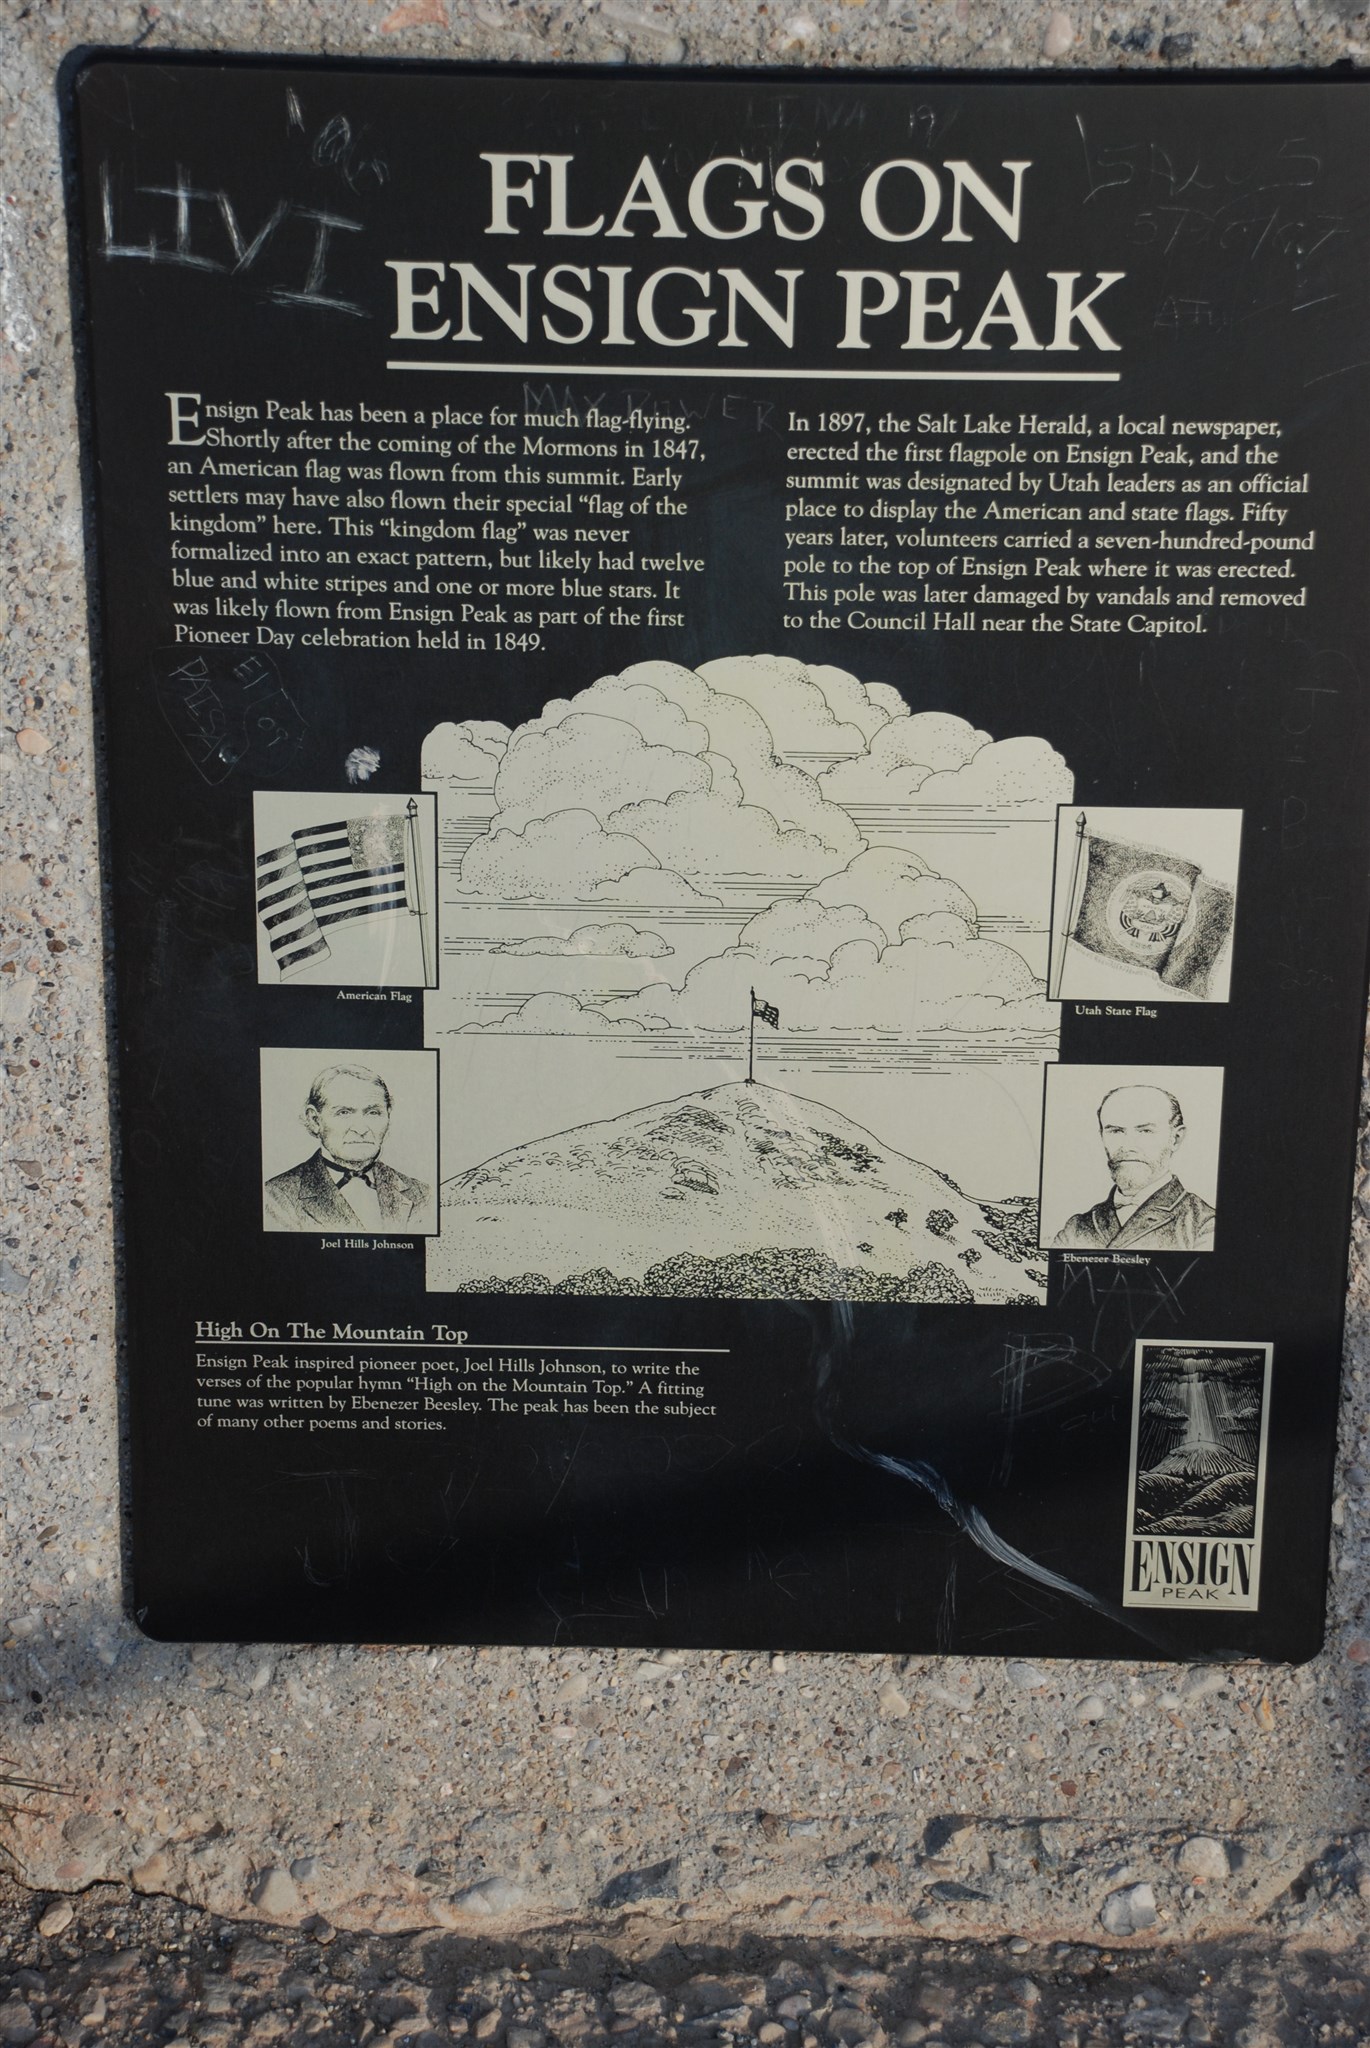 FLAGS ON
ENSIGN PEAK
Ensign Peak has been a place for much flag-flying.
Shortly after the coming of the Mormons in 1847,
an American flag was flown from this summit. Early
settlers may have also flown their special “flag of the
kingdom” here. This “kingdom flag” was never
formalized into an exact pattern, but likely had twelve
blue and white stripes and one or more blue stars. It
was likely flown from Ensign Peak as part of the first
Pioneer Day celebration held in 1849.
In 1897, the Salt Lake Herald, a local newspaper,
erected the first flagpole on Ensign Peak, and the
summit was designated by Utah leaders as an official
place to display the American and state flags. Fifty
years later, volunteers carried a seven-hundred-pound
pole to the top of Ensign Peak where it was erected.
This pole was later damaged by vandals and removed
to the Council Hall near the State Capitol.
American Flag
Utah State Flag
Joel Hills Johnson
Ebenezer Beesley
High On The Mountain Top
Ensign Peak inspired pioneer poet, Joel Hills Johnson, to write the
verses of the popular hymn “High on the Mountain Top.” A fitting
tune was written by Ebenezer Beesley. The peak has been the subject
of many other poems and stories.
ENSIGN
PEAK
LIVI
MAX